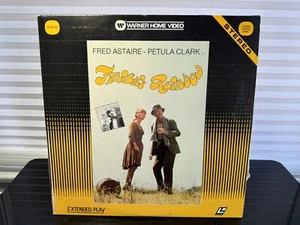 WARNER HOME VIDEO
STEREO
FRED ASTAIRE - PETULA CLARK
Finian's Rainbow
EXTENDED PLAY